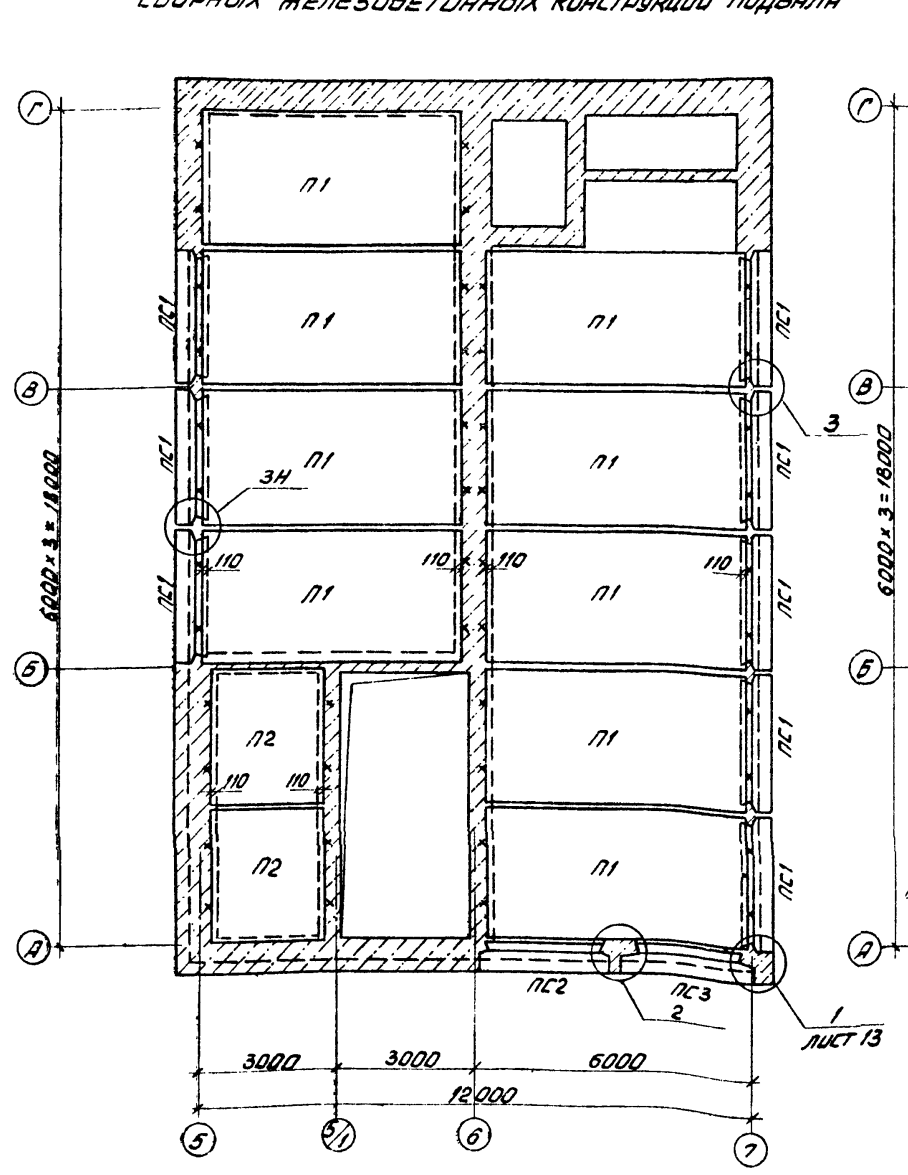 СБОРНЫХ ЖЕЛЕЗОБЕТОННЫХ КОНСТРУКЦИЙ ПОДВАЛА
Г
Г
П1
ПС1
П1
П1
ПС1
В
В
3
ПС1
П1
П1
ПС1
3Н
6000 × 3 = 18000
6000 × 3 = 18000
110
110
110
110
ПС1
П1
П1
ПС1
Б
Б
П2
П1
ПС1
110
110
П2
П1
ПС1
А
А
ПС2
ПС3
2
1
ЛИСТ 13
3000
3000
6000
12000
5
5/1
6
7